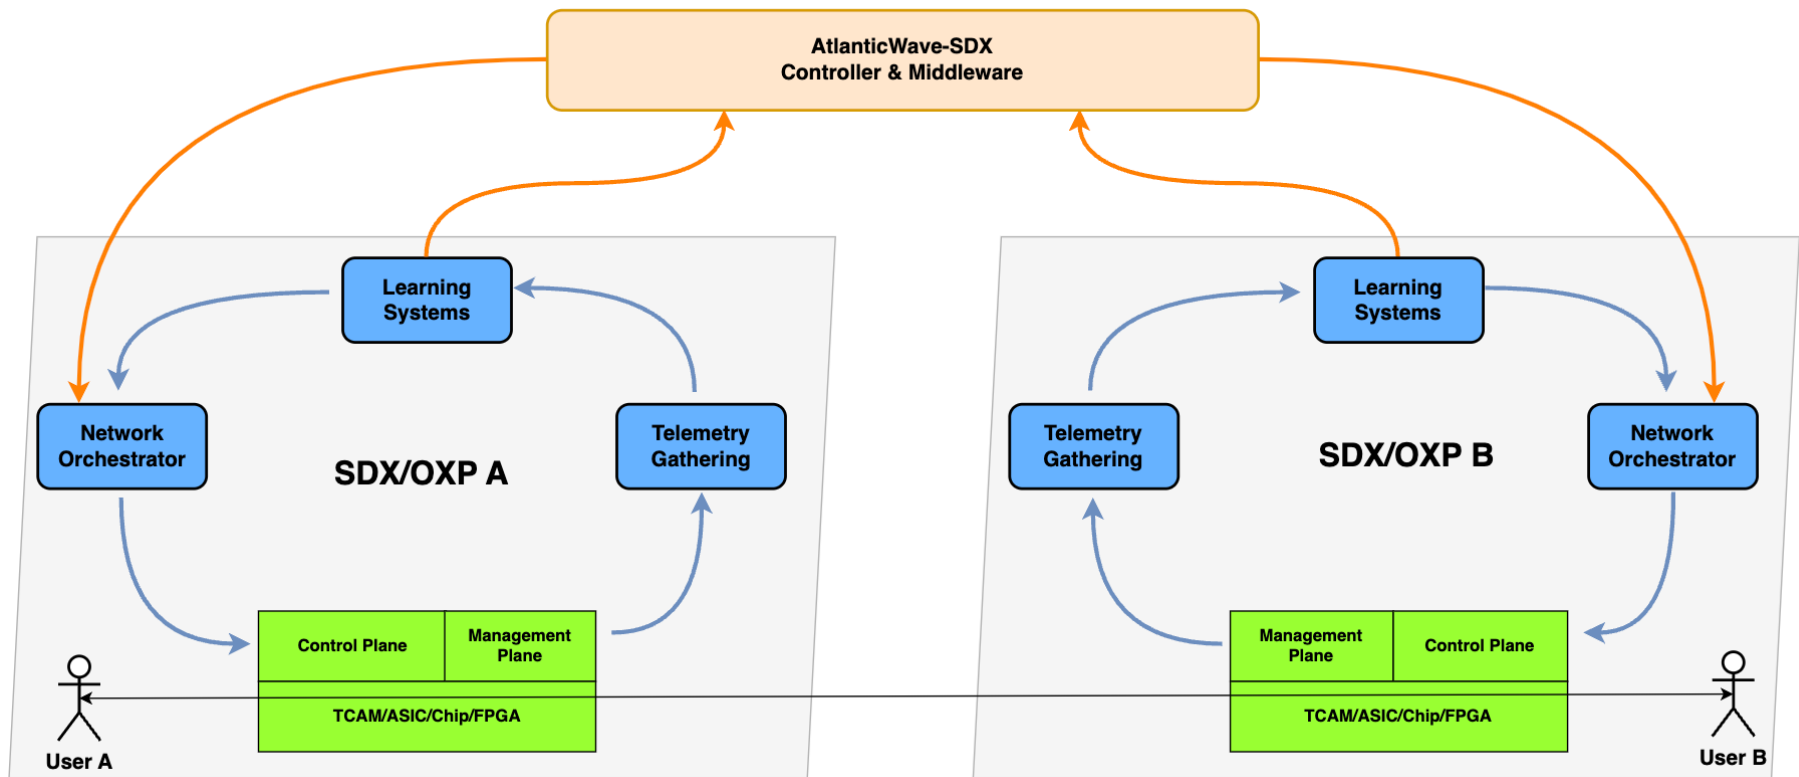 AtlanticWave-SDX
Controller & Middleware
Learning
Systems
Network
Orchestrator
Telemetry
Gathering
SDX/OXP A
Control Plane
Management
Plane
TCAM/ASIC/Chip/FPGA
User A
Learning
Systems
Telemetry
Gathering
SDX/OXP B
Network
Orchestrator
Management
Plane
Control Plane
TCAM/ASIC/Chip/FPGA
User B